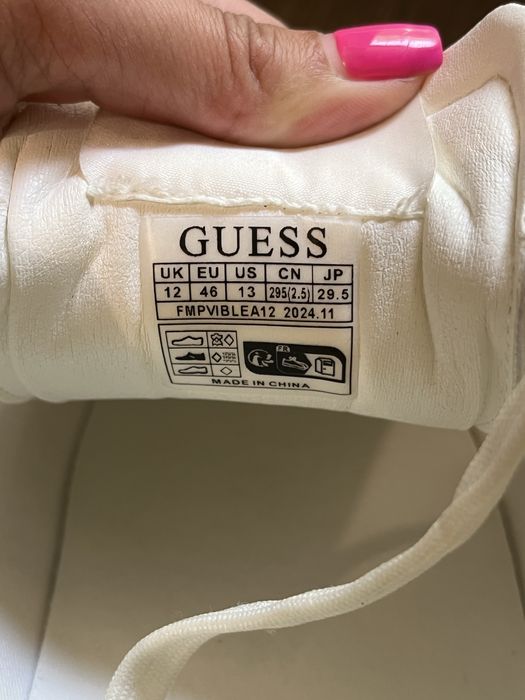 GUESS
UK EU US CN JP
12 46 13 295(2.5) 29.5
FMPVIBLEA12 2024.11
FR
MADE IN CHINA